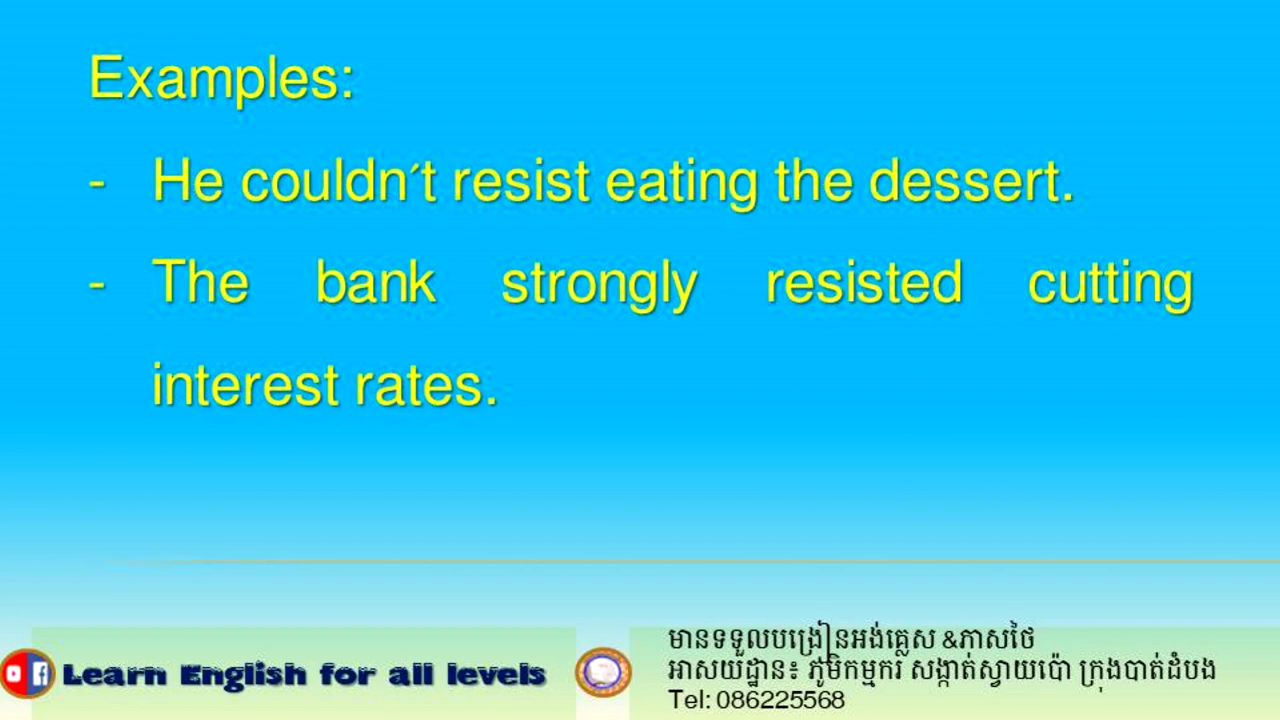 Examples:
- He couldn´t resist eating the dessert.
- The bank strongly resisted cutting
interest rates.
Learn English for all levels
មានទទួលបង្រៀនអង់គ្លេស &ភាសថៃ
អាសយដ្ឋាន៖ ភូមិកម្មករ សង្កាត់ស្វាយប៉ោ ក្រុងបាត់ដំបង
Tel: 086225568